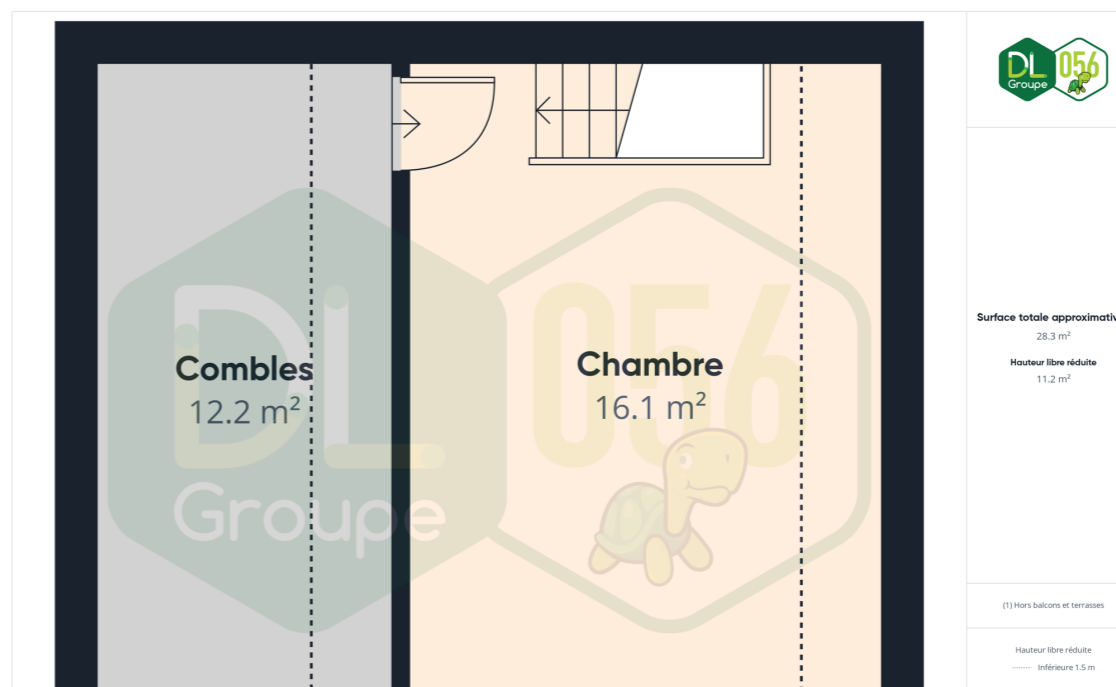 DL
Groupe
056
Combles
12.2 m²
Chambre
16.1 m²
DL
Groupe
056
Surface totale approximativ
28.3 m²
Hauteur libre réduite
11.2 m²
(1) Hors balcons et terrasses
Hauteur libre réduite
Inférieure 1.5 m